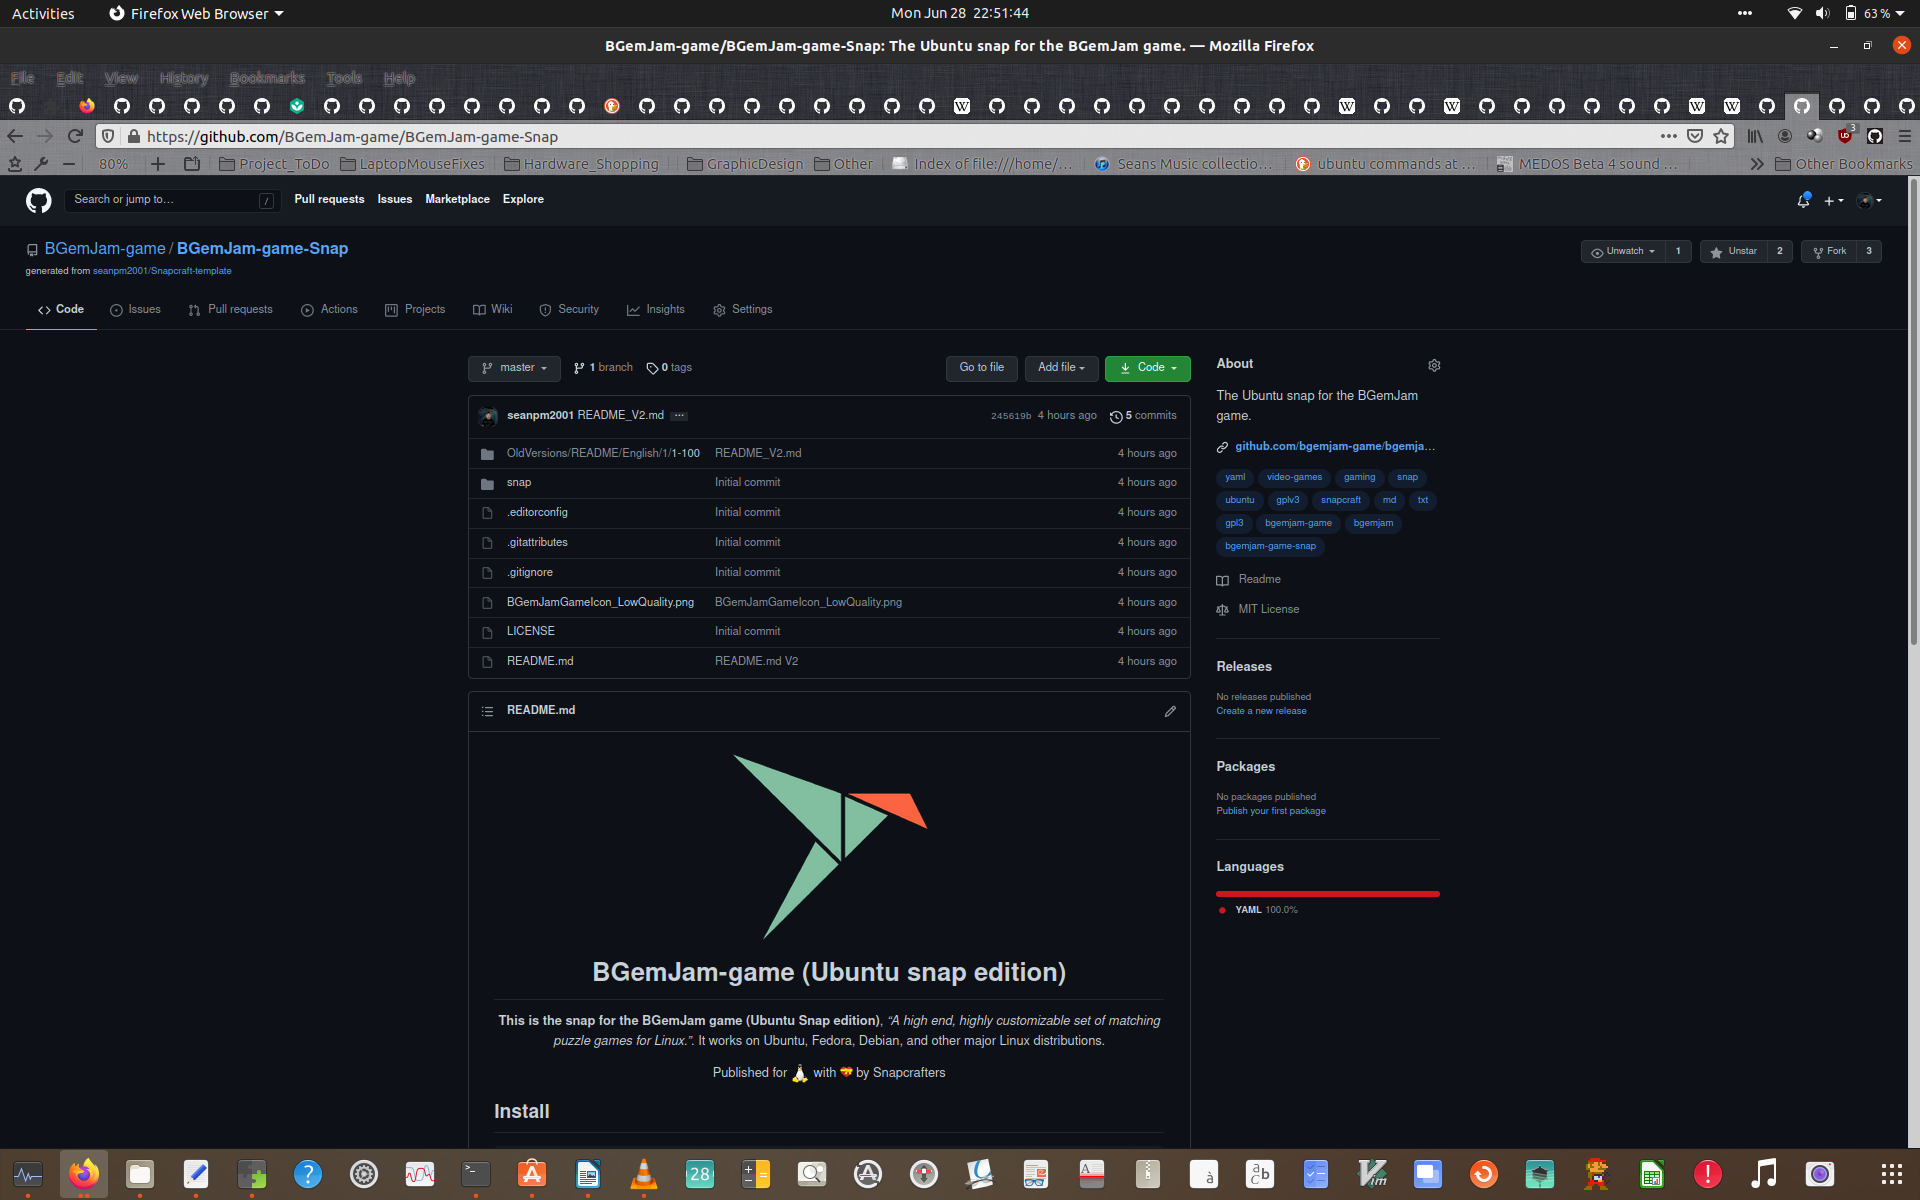 Activities Firefox Web Browser Mon Jun 28 22:51:44 63 %
BGemJam-game/BGemJam-game-Snap: The Ubuntu snap for the BGemJam game. — Mozilla Firefox
File Edit View History Bookmarks Tools Help
https://github.com/BGemJam-game/BGemJam-game-Snap 3
80% Project_ToDo LaptopMouseFixes Hardware_Shopping GraphicDesign Other Index of file:///home/… Seans Music collectio… ubuntu commands at … MEDOS Beta 4 sound … Other Bookmarks
Search or jump to… / Pull requests Issues Marketplace Explore
BGemJam-game / BGemJam-game-Snap Unwatch 1 Unstar 2 Fork 3
generated from seanpm2001/Snapcraft-template
Code Issues Pull requests Actions Projects Wiki Security Insights Settings
master 1 branch 0 tags Go to file Add file Code
seanpm2001 README_V2.md ··· 245619b 4 hours ago 5 commits
OldVersions/README/English/1/1-100 README_V2.md 4 hours ago
snap Initial commit 4 hours ago
.editorconfig Initial commit 4 hours ago
.gitattributes Initial commit 4 hours ago
.gitignore Initial commit 4 hours ago
BGemJamGameIcon_LowQuality.png BGemJamGameIcon_LowQuality.png 4 hours ago
LICENSE Initial commit 4 hours ago
README.md README.md V2 4 hours ago
README.md
BGemJam-game (Ubuntu snap edition)
This is the snap for the BGemJam game (Ubuntu Snap edition), “A high end, highly customizable set of matching
puzzle games for Linux.”. It works on Ubuntu, Fedora, Debian, and other major Linux distributions.
Published for 🐧 with 💝 by Snapcrafters
Install
About
The Ubuntu snap for the BGemJam
game.
github.com/bgemjam-game/bgemja…
yaml video-games gaming snap
ubuntu gplv3 snapcraft md txt
gpl3 bgemjam-game bgemjam
bgemjam-game-snap
Readme
MIT License
Releases
No releases published
Create a new release
Packages
No packages published
Publish your first package
Languages
YAML 100.0%
28